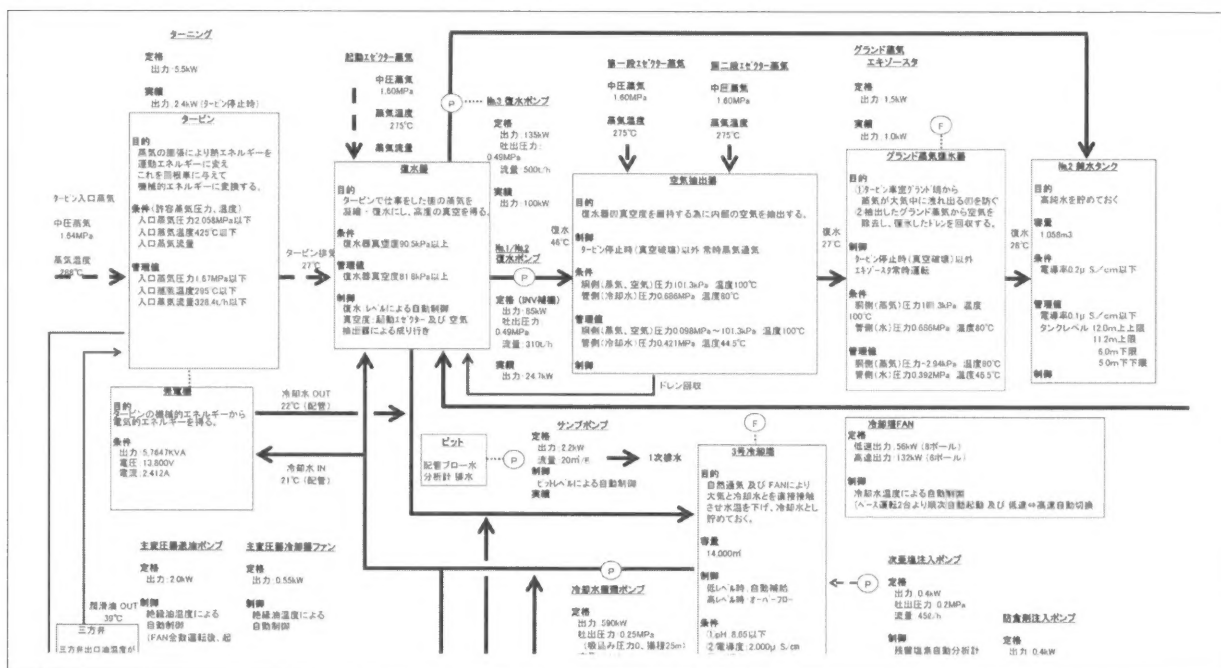 ターニング
定格
出力:5.5kW
実績
出力:2.4kW(タービン停止時)
タービン
目的
蒸気の膨張により熱エネルギーを
運動エネルギーに変え
これを回転車に与えて
機械的エネルギーに変換する。
条件(許容蒸気圧力、温度)
入口蒸気圧力2.058MPa以下
入口蒸気温度425℃以下
入口蒸気流量
管理値
入口蒸気圧力1.67MPa以下
入口蒸気温度295℃以下
入口蒸気流量328.4t/h以下
タービン入口蒸気
中圧蒸気
1.64MPa
蒸気温度
288℃
タービン排気
27℃
起動エゼクター蒸気
中圧蒸気
1.60MPa
蒸気温度
275℃
蒸気流量
復水器
目的
タービンで仕事をした後の蒸気を
凝縮・復水にし、高度の真空を得る。
条件
復水器真空度90.5kPa以上
管理値
復水器真空度81.8kPa以上
制御
復水レベルによる自動制御
真空度:起動エゼクター 及び 空気
抽出器による成り行き
P
No.3 復水ポンプ
定格
出力:135kW
吐出圧力:
0.49MPa
流量:500t/h
実績
出力:100kW
No.1/No.2
復水ポンプ
P
定格(INV補機)
出力:85kW
吐出圧力
0.49MPa
流量:310t/h
実績
出力:24.7kW
復水
46℃
第一段エゼクター蒸気
中圧蒸気
1.60MPa
蒸気温度
275℃
第二段エゼクター蒸気
中圧蒸気
1.60MPa
蒸気温度
275℃
空気抽出器
目的
復水器の真空度を維持する為に内部の空気を抽出する。
制御
タービン停止時(真空破壊)以外 常時蒸気通気
条件
胴側(蒸気、空気)圧力101.3kPa 温度100℃
管側(冷却水)圧力0.686MPa 温度80℃
管理値
胴側(蒸気、空気)圧力0.098MPa~101.3kPa 温度100℃
管側(冷却水)圧力0.421MPa 温度44.5℃
制御
ドレン回収
復水
27℃
グランド蒸気
エキゾースタ
定格
出力:1.5kW
実績
出力:1.0kW
F
グランド蒸気復水器
目的
①タービン車室グランド端から
蒸気が大気中に洩れ出るのを防ぐ
②抽出したグランド蒸気から空気を
除去し、復水したドレンを回収する。
制御
タービン停止時(真空破壊)以外
エキゾースタ常時運転
条件
胴側(蒸気)圧力101.3kPa 温度
100℃
管側(水)圧力0.686MPa 温度80℃
管理値
胴側(蒸気)圧力-2.94kPa 温度90℃
管側(水)圧力0.392MPa 温度46.5℃
復水
28℃
No.2 純水タンク
目的
高純水を貯めておく
容量
1.058m3
条件
電導率0.2μS/cm以下
管理値
電導率0.1μS/cm以下
タンクレベル 12.0m上上限
11.2m上限
6.0m下限
5.0m下下限
制御
発電機
目的
タービンの機械的エネルギーから
電気的エネルギーを得る。
条件
出力:5,7647KVA
電圧:13,800V
電流:2,412A
冷却水 OUT
22℃(配管)
冷却水 IN
21℃(配管)
ピット
配管ブロー水
分析計 排水
P
サンプポンプ
定格
出力:2.2kW
制御
ピットレベルによる自動制御
実績
1次排水
F
3号冷却塔
目的
自然通気 及び FANにより
大気と冷却水とを直接接触
させ水温を下げ、冷却水とし
貯めておく。
容量
14,000㎥
制御
低レベル時:自動補給
高レベル時:オーバーフロー
条件
①pH 8.65以下
②電導度:2,000μS/cm
冷却塔FAN
定格
低速出力:56kW(8ポール)
高速出力:132kW(6ポール)
制御
冷却水温度による自動制御
(ベース運転2台より順次自動起動 及び 低速⇔高速自動切換
主変圧器送油ポンプ
定格
出力:2.0kW
制御
絶縁油温度による
自動制御
(FAN全動運転後、起
主変圧器冷却器ファン
定格
出力:0.55kW
制御
絶縁油温度による
自動制御
潤滑油 OUT
39℃
三方弁
三方弁出口油温度が
P
冷却水循環ポンプ
定格
出力:590kW
吐出圧力:0.25MPa
(吸込み圧力0、揚程25m)
P
次亜塩注入ポンプ
定格
出力:0.4kW
吐出圧力:0.2MPa
流量:45ℓ/h
制御
残留塩素自動分析計
防食剤注入ポンプ
定格
出力:0.4kW